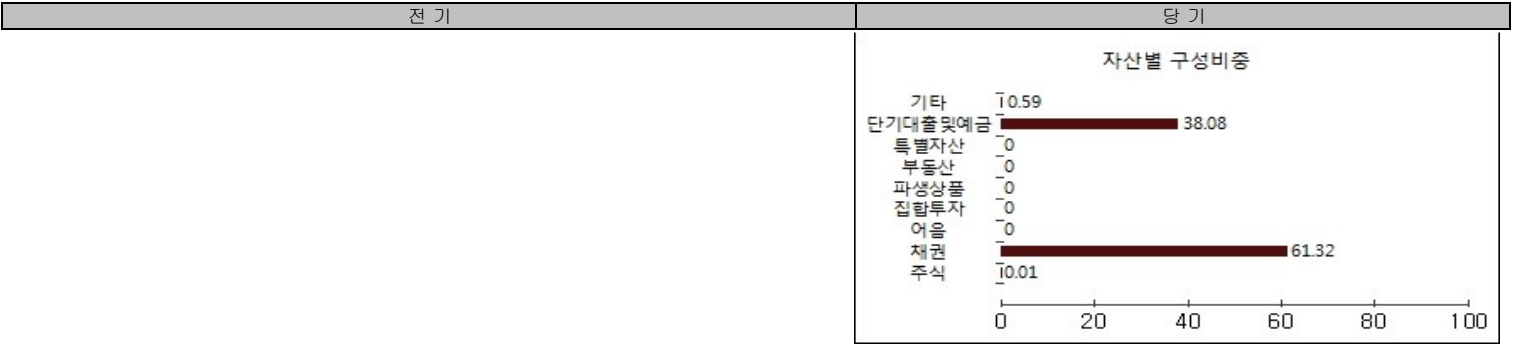 전 기 당 기
자산별 구성비중
기타 0.59
단기대출및예금 38.08
특별자산 0
부동산 0
파생상품 0
집합투자 0
어음 0
채권 61.32
주식 0.01
0 20 40 60 80 100